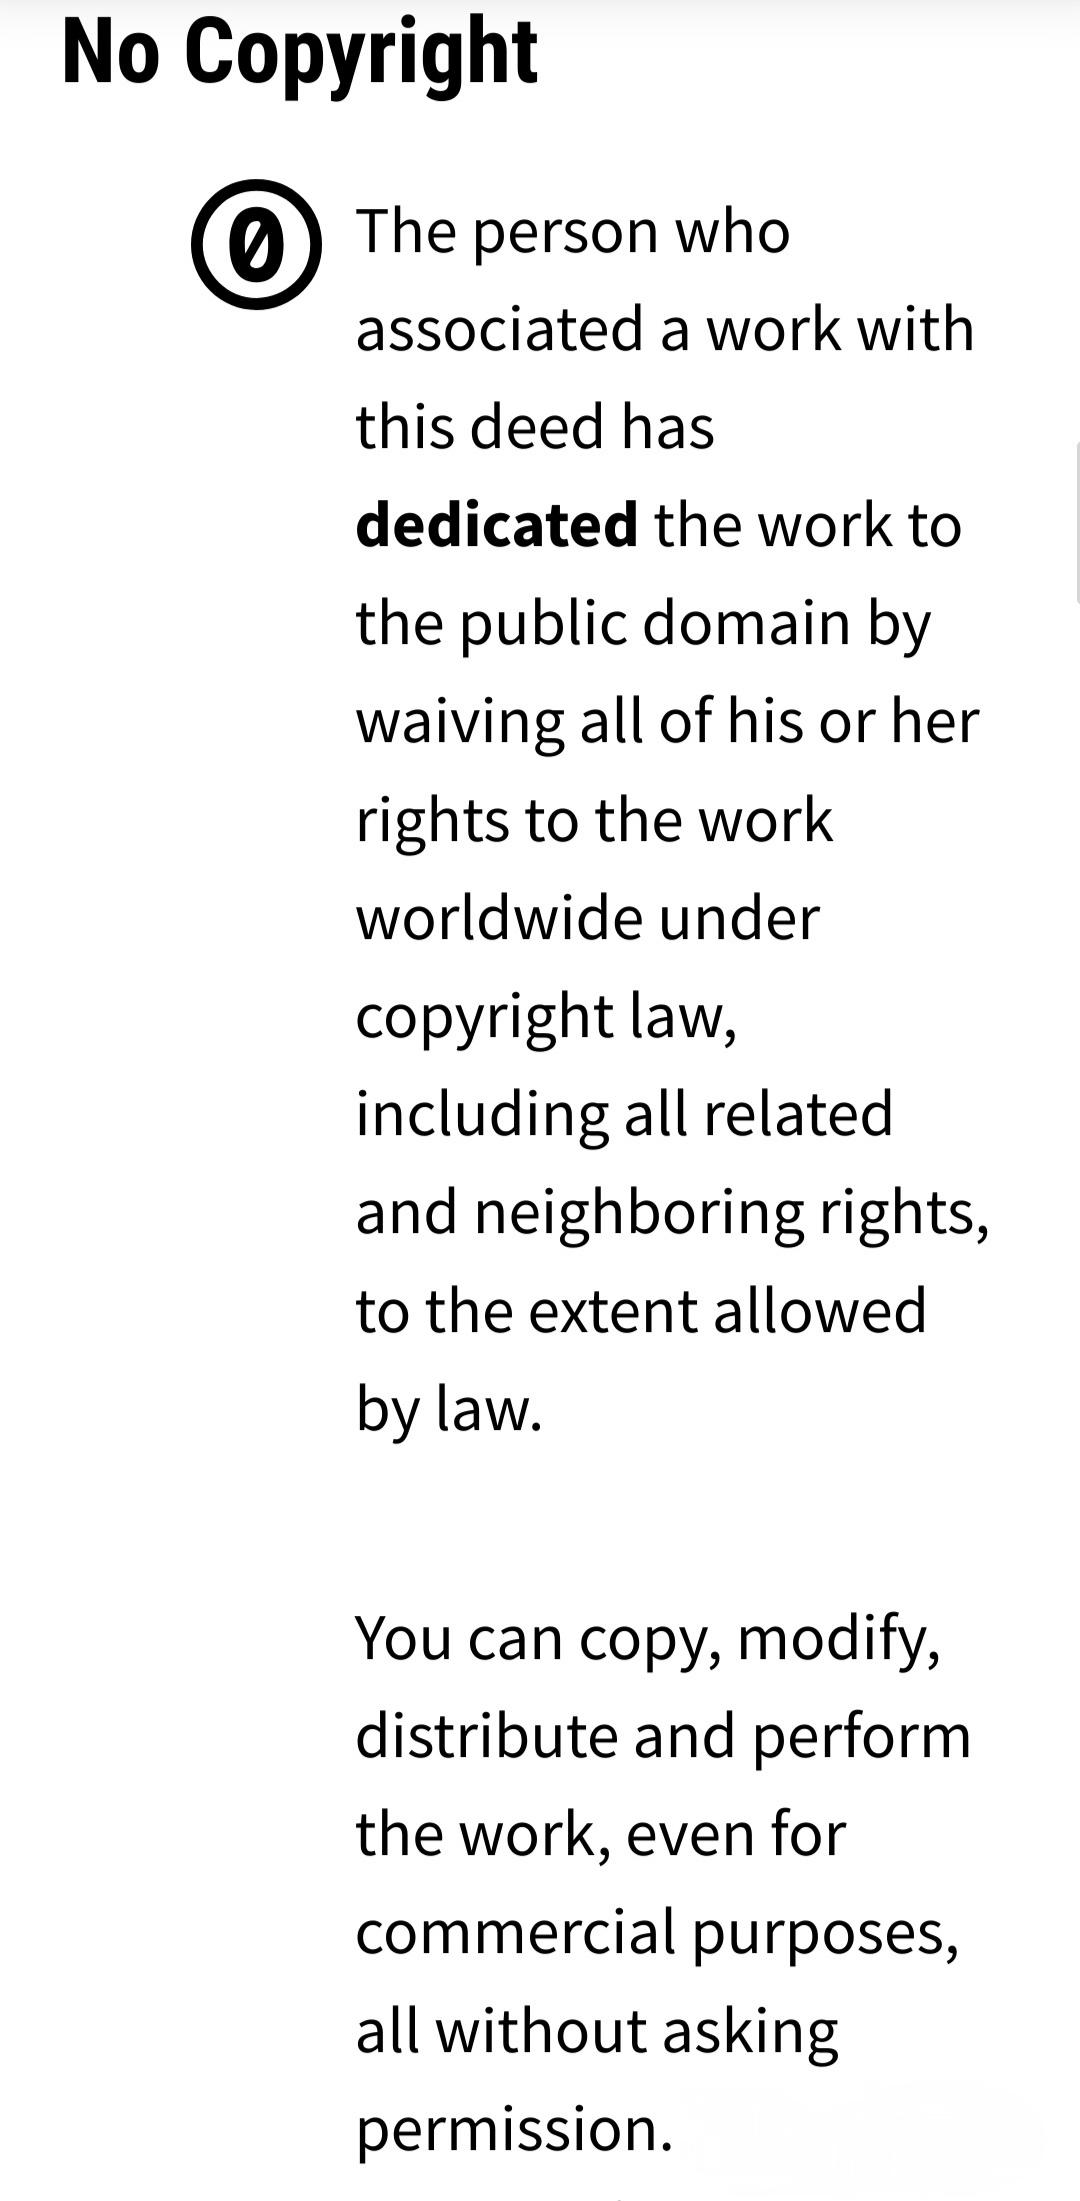 No Copyright
0 The person who
associated a work with
this deed has
dedicated the work to
the public domain by
waiving all of his or her
rights to the work
worldwide under
copyright law,
including all related
and neighboring rights,
to the extent allowed
by law.
You can copy, modify,
distribute and perform
the work, even for
commercial purposes,
all without asking
permission.